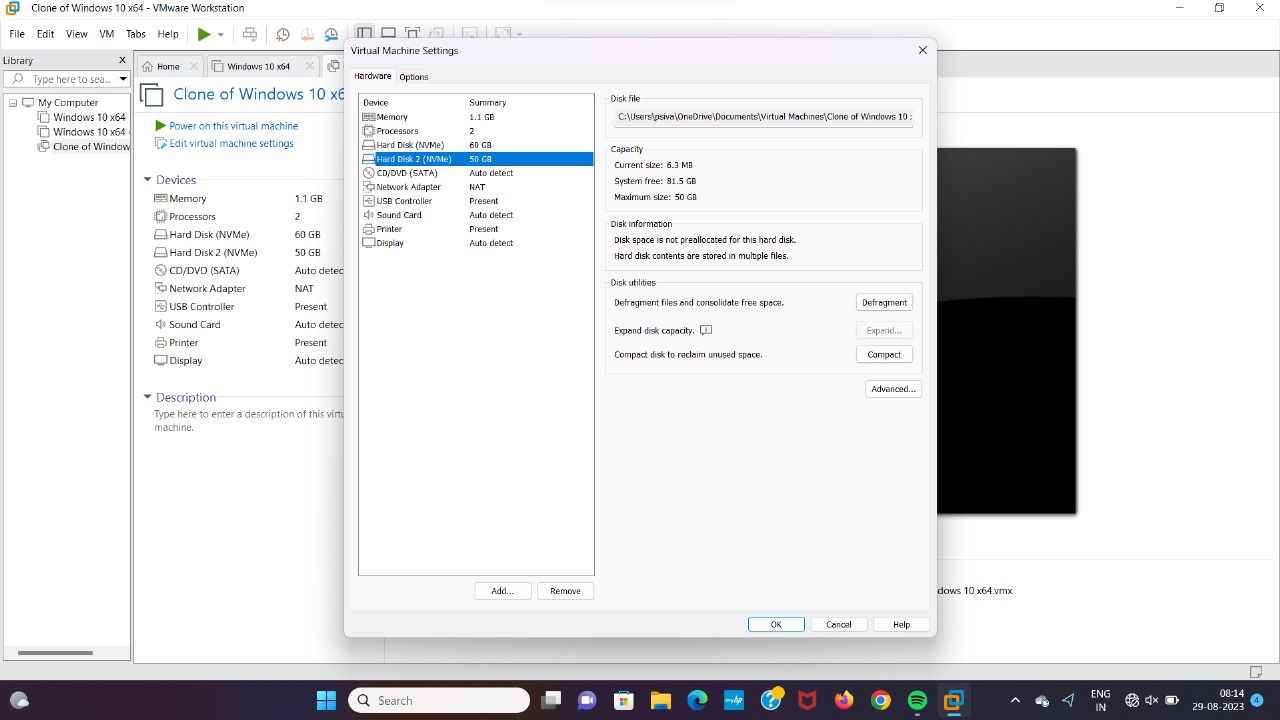 Clone of Windows 10 x64 - VMware Workstation
File Edit View VM Tabs Help
Library
Type here to sea...
My Computer
Windows 10 x64
Windows 10 x64
Clone of Window
Home
Windows 10 x64
Clone of Windows 10 x6
Power on this virtual machine
Edit virtual machine settings
Devices
Memory 1.1 GB
Processors 2
Hard Disk (NVMe) 60 GB
Hard Disk 2 (NVMe) 50 GB
CD/DVD (SATA) Auto detec
Network Adapter NAT
USB Controller Present
Sound Card Auto detec
Printer Present
Display Auto detec
Description
Type here to enter a description of this virtu
machine.
Virtual Machine Settings
Hardware Options
Device Summary
Memory 1.1 GB
Processors 2
Hard Disk (NVMe) 60 GB
Hard Disk 2 (NVMe) 50 GB
CD/DVD (SATA) Auto detect
Network Adapter NAT
USB Controller Present
Sound Card Auto detect
Printer Present
Display Auto detect
Add... Remove
Disk file
C:\Users\psiva\OneDrive\Documents\Virtual Machines\Clone of Windows 10 :
Capacity
Current size: 6.3 MB
System free: 81.5 GB
Maximum size: 50 GB
Disk information
Disk space is not preallocated for this hard disk.
Hard disk contents are stored in multiple files.
Disk utilities
Defragment files and consolidate free space. Defragment
Expand disk capacity. Expand...
Compact disk to reclaim unused space. Compact
Advanced...
OK Cancel Help
dows 10 x64.vmx
Search
ENG
IN
08:14
29-08-2023
4